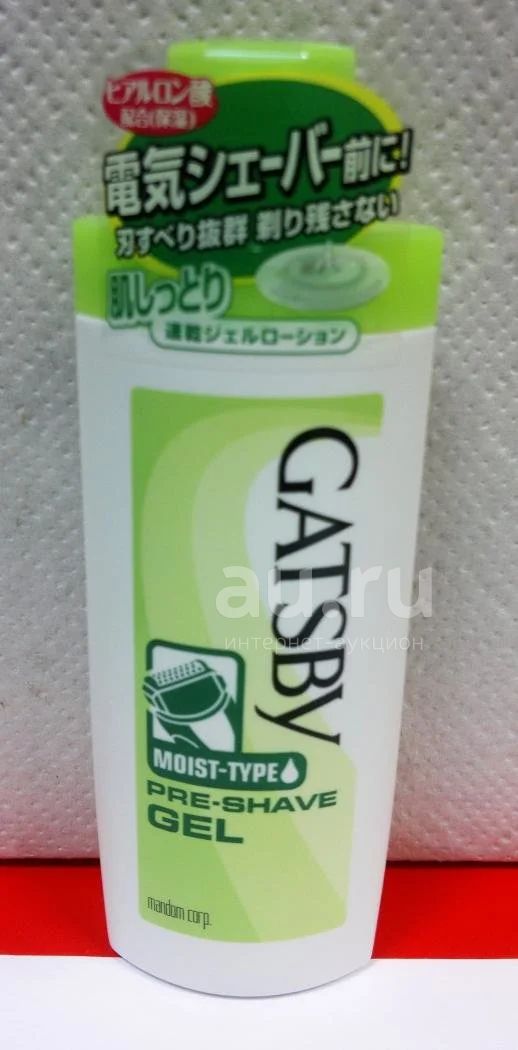 ヒアルロン酸
配合(保湿)
電気シェーバー前に!
刃すべり抜群 剃り残さない
肌しっとり
速乾ジェルローション
GATSBY
au.ru
интернет-аукцион
MOIST-TYPE
PRE-SHAVE
GEL
mandom corp.